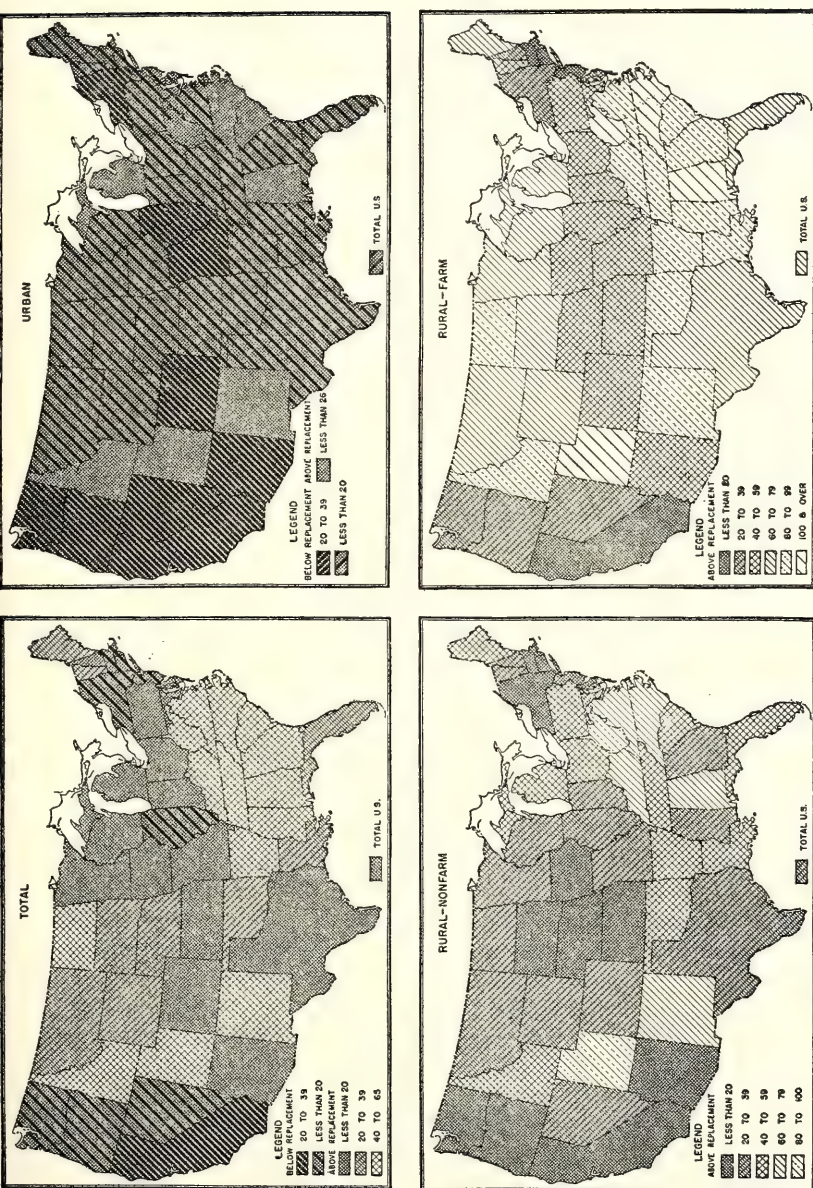 TOTAL
LEGEND
BELOW REPLACEMENT
20 TO 39
LESS THAN 20
ABOVE REPLACEMENT
LESS THAN 20
20 TO 39
40 TO 65
TOTAL U.S.
URBAN
LEGEND
BELOW REPLACEMENT ABOVE REPLACEMENT
20 TO 39 LESS THAN 26
LESS THAN 20
TOTAL U.S
RURAL-NONFARM
LEGEND
ABOVE REPLACEMENT
LESS THAN 20
20 TO 39
40 TO 59
60 TO 79
80 TO 100
TOTAL U.S.
RURAL-FARM
LEGEND
ABOVE REPLACEMENT
LESS THAN 20
20 TO 39
40 TO 59
60 TO 79
80 TO 99
100 & OVER
TOTAL U.S.